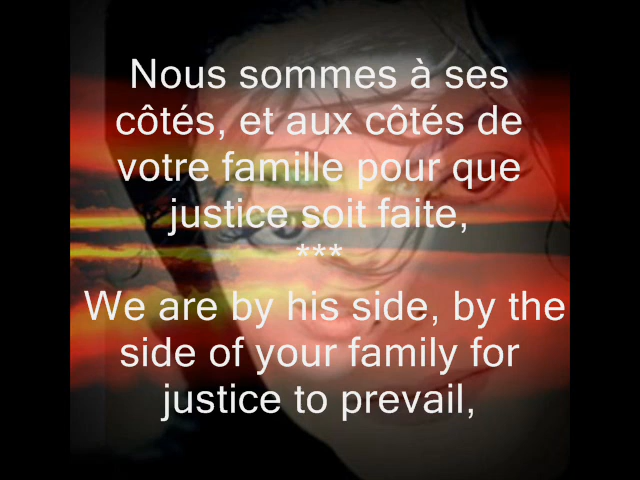 Nous sommes à ses
côtés, et aux côtés de
votre famille pour que
justice soit faite,
***
We are by his side, by the
side of your family for
justice to prevail,